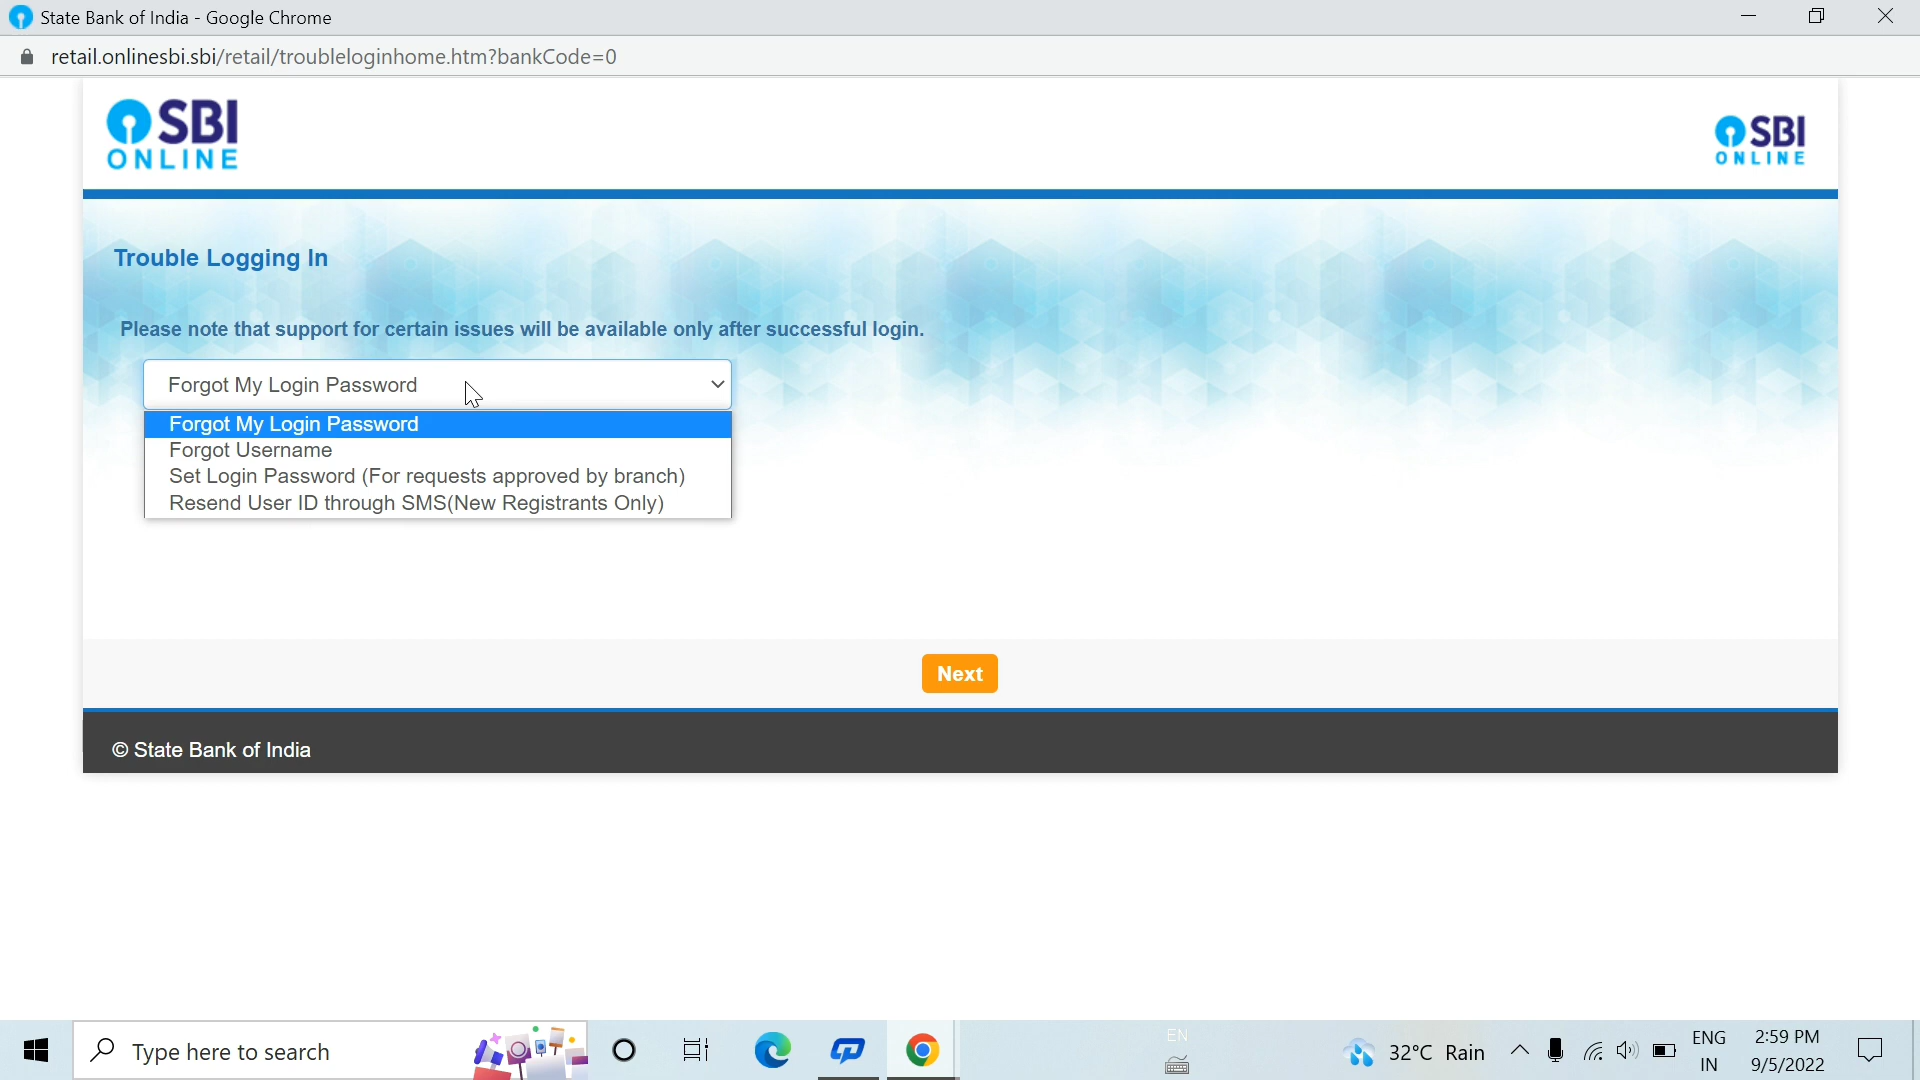 State Bank of India - Google Chrome
retail.onlinesbi.sbi/retail/troubleloginhome.htm?bankCode=0
SBI
ONLINE
SBI
ONLINE
Trouble Logging In
Please note that support for certain issues will be available only after successful login.
Forgot My Login Password
Forgot My Login Password
Forgot Username
Set Login Password (For requests approved by branch)
Resend User ID through SMS(New Registrants Only)
Next
© State Bank of India
Type here to search
EN
32°C Rain
ENG
IN
2:59 PM
9/5/2022